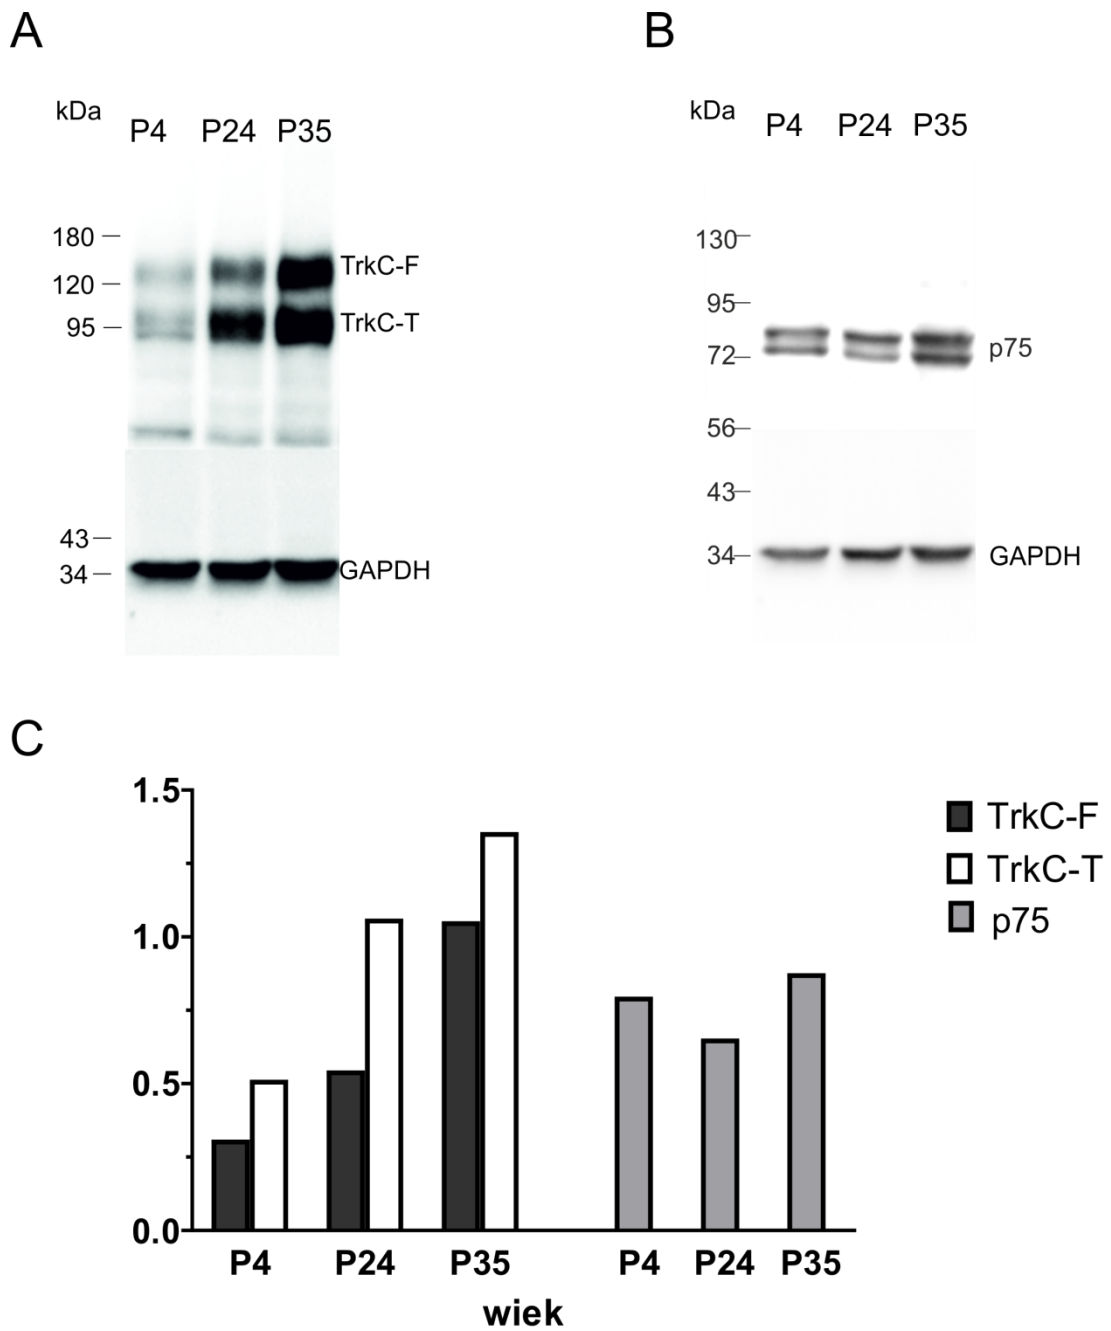 A
kDa
P4 P24 P35
180
TrkC-F
120
TrkC-T
95
43
34
GAPDH
B
kDa
P4 P24 P35
130
95
72
p75
56
43
34
GAPDH
C
1.5
1.0
0.5
0.0
P4 P24 P35 P4 P24 P35
wiek
TrkC-F
TrkC-T
p75